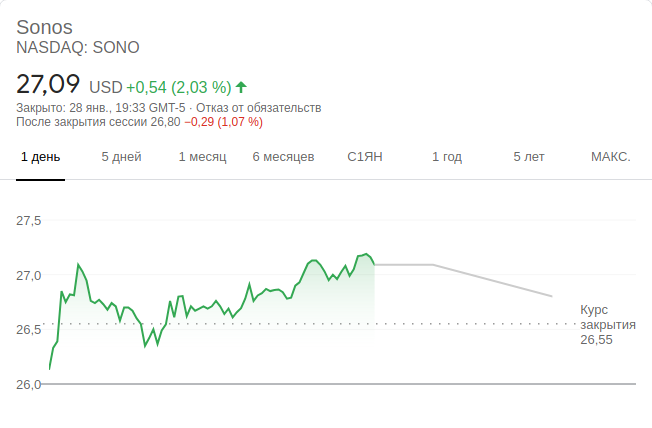 Sonos
NASDAQ: SONO
27,09 USD +0,54 (2,03 %)
Закрыто: 28 янв., 19:33 GMT-5 · Отказ от обязательств
После закрытия сессии 26,80 −0,29 (1,07 %)
1 день 5 дней 1 месяц 6 месяцев С1ЯН 1 год 5 лет МАКС.
27,5
27,0
26,5
26,0
Курс
закрытия
26,55